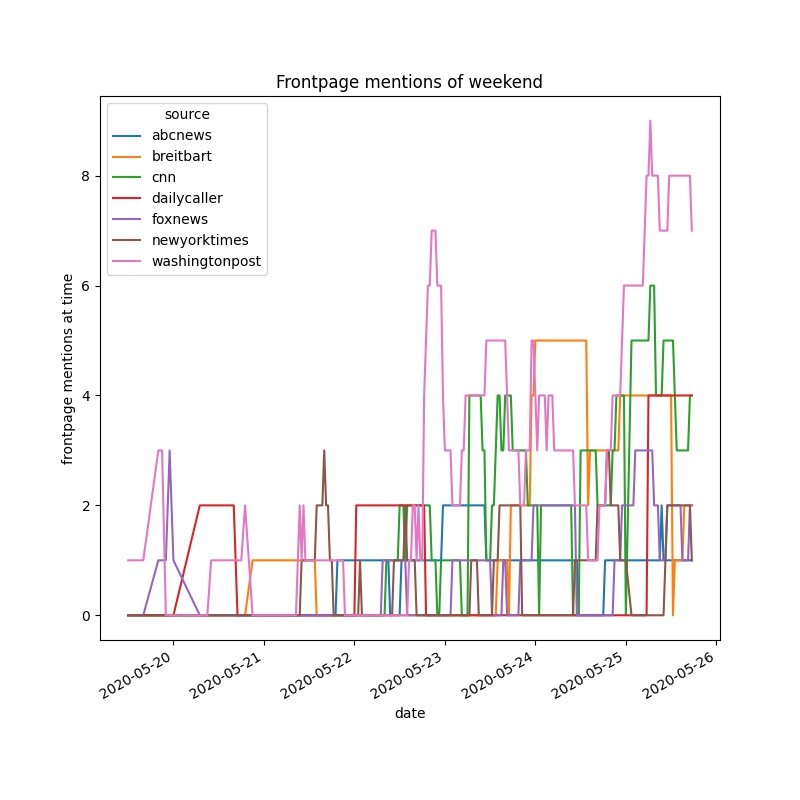 Frontpage mentions of weekend
source
abcnews
breitbart
cnn
dailycaller
foxnews
newyorktimes
washingtonpost
frontpage mentions at time
8
6
4
2
0
2020-05-20
2020-05-21
2020-05-22
2020-05-23
2020-05-24
2020-05-25
2020-05-26
date